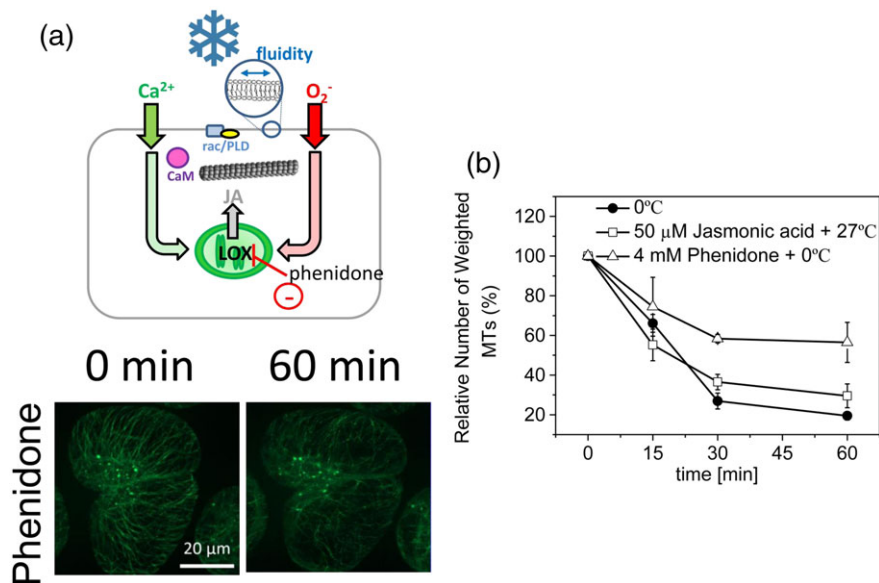 (a)
fluidity
Ca²⁺
O₂⁻
rac/PLD
CaM
JA
LOX
phenidone
−
0 min 60 min
Phenidone
20 µm
(b)
0ºC
50 µM Jasmonic acid + 27ºC
4 mM Phenidone + 0ºC
Relative Number of Weighted
MTs (%)
120
100
80
60
40
20
0 15 30 45 60
time [min]